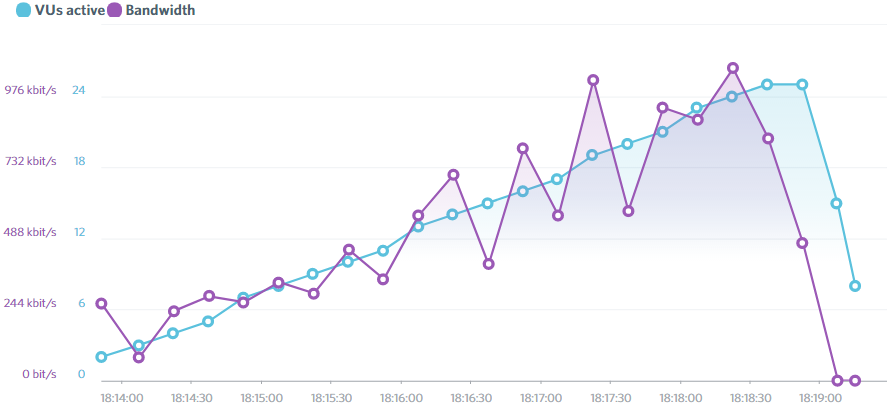 VUs active Bandwidth
976 kbit/s 24
732 kbit/s 18
488 kbit/s 12
244 kbit/s 6
0 bit/s 0
18:14:00 18:14:30 18:15:00 18:15:30 18:16:00 18:16:30 18:17:00 18:17:30 18:18:00 18:18:30 18:19:00